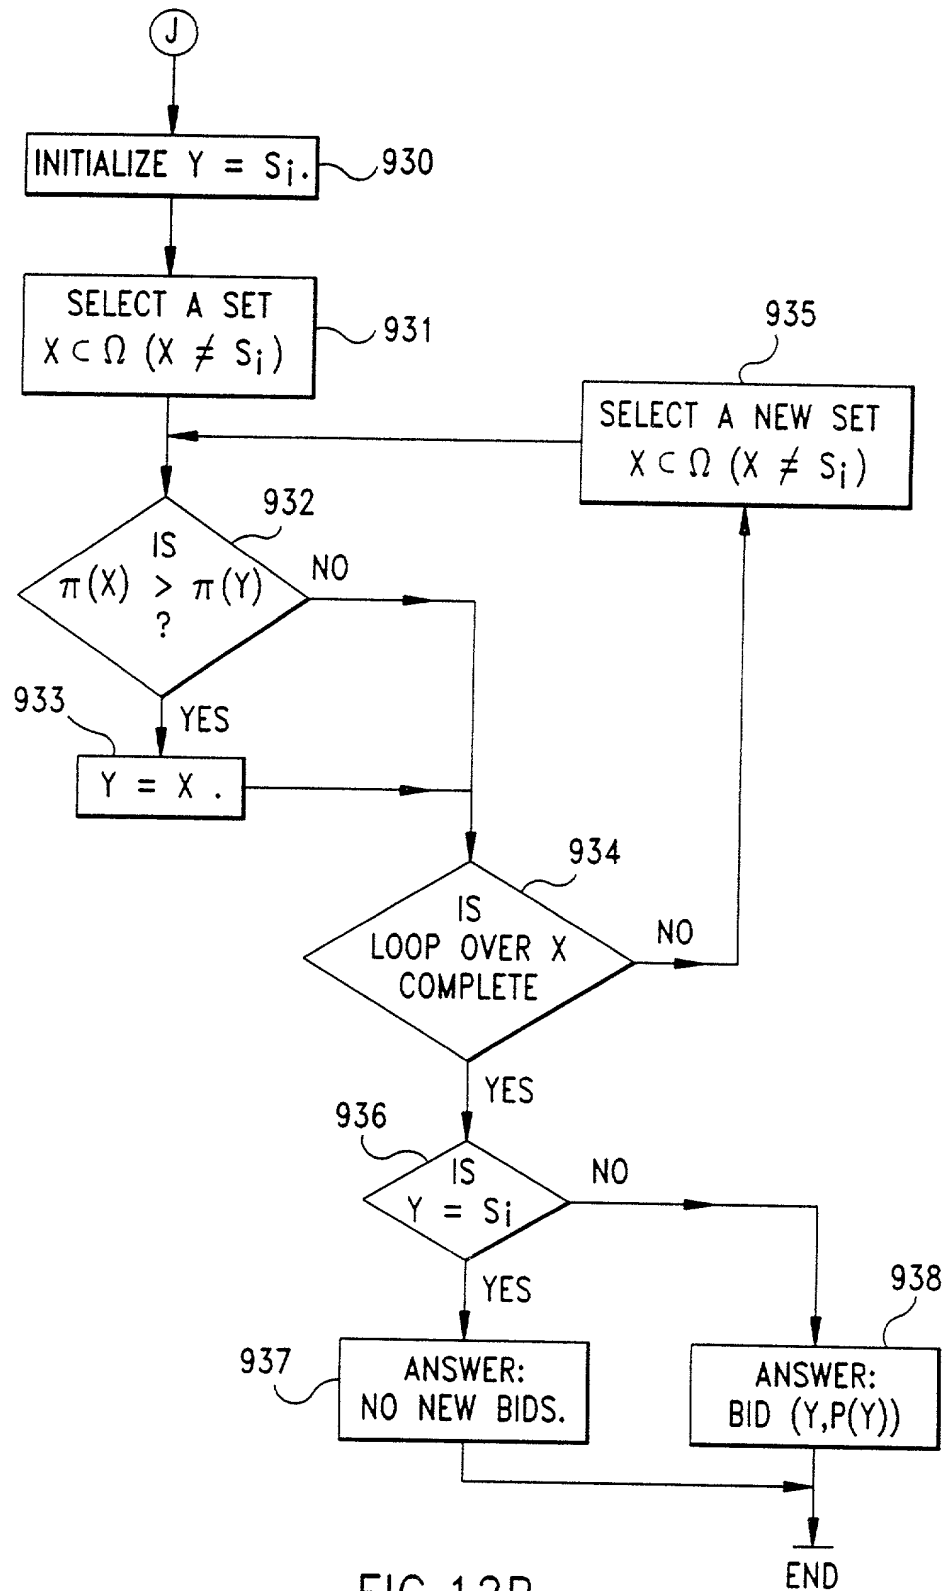 J
INITIALIZE Y = Si.
930
SELECT A SET
X ⊂ Ω (X ≠ Si)
931
935
SELECT A NEW SET
X ⊂ Ω (X ≠ Si)
932
IS
π(X) > π(Y)
?
NO
933
YES
Y = X .
934
IS
LOOP OVER X
COMPLETE
NO
YES
936
IS
Y = Si
NO
YES
937
ANSWER:
NO NEW BIDS.
938
ANSWER:
BID (Y,P(Y))
END